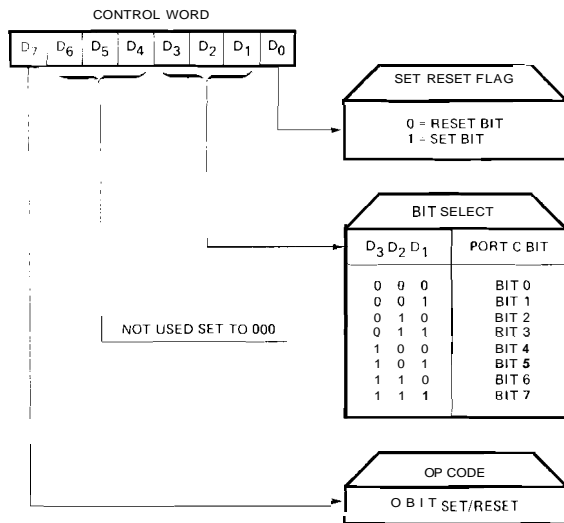 CONTROL WORD
D7 D6 D5 D4 D3 D2 D1 D0
SET RESET FLAG
0 = RESET BIT
1 = SET BIT
BIT SELECT
D3 D2 D1 PORT C BIT
0 0 0 BIT 0
0 0 1 BIT 1
0 1 0 BIT 2
0 1 1 BIT 3
1 0 0 BIT 4
1 0 1 BIT 5
1 1 0 BIT 6
1 1 1 BIT 7
NOT USED SET TO 000
OP CODE
O BIT SET/RESET